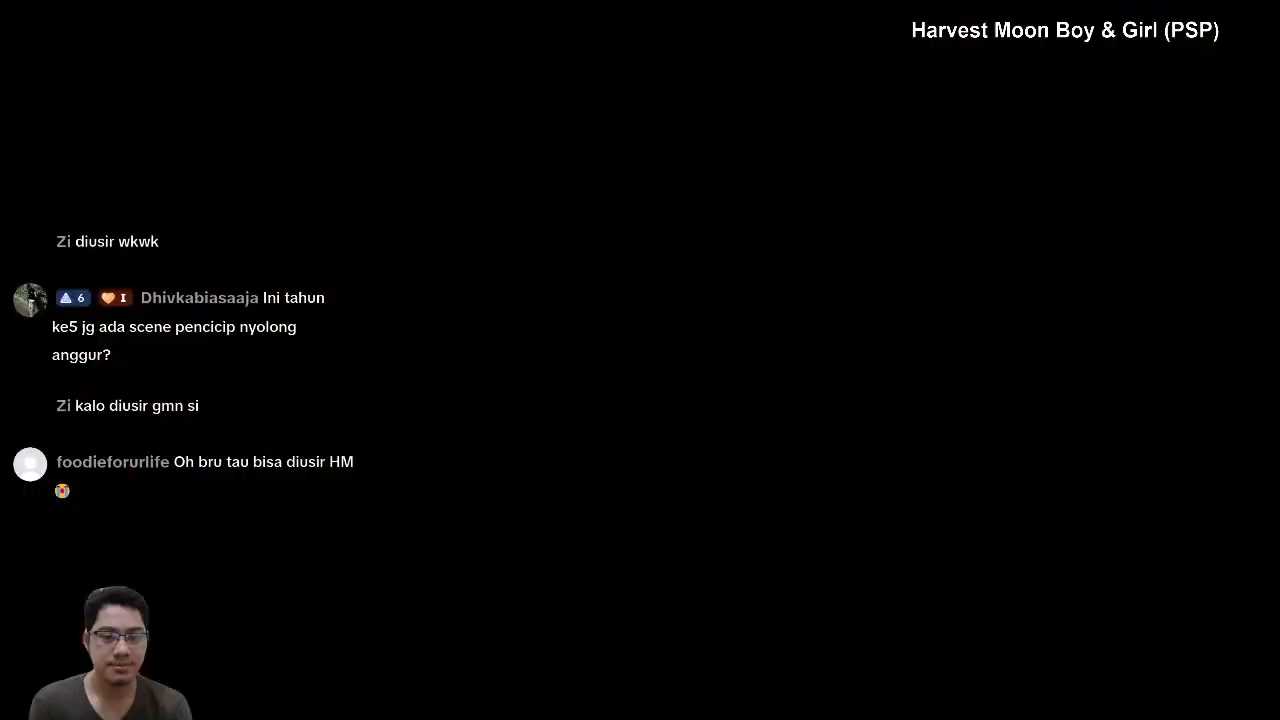 Harvest Moon Boy & Girl (PSP)
Zi diusir wkwk
6 I Dhivkabiasaaja Ini tahun
ke5 jg ada scene pencicip nyolong
anggur?
Zi kalo diusir gmn si
foodieforurlife Oh bru tau bisa diusir HM
😭